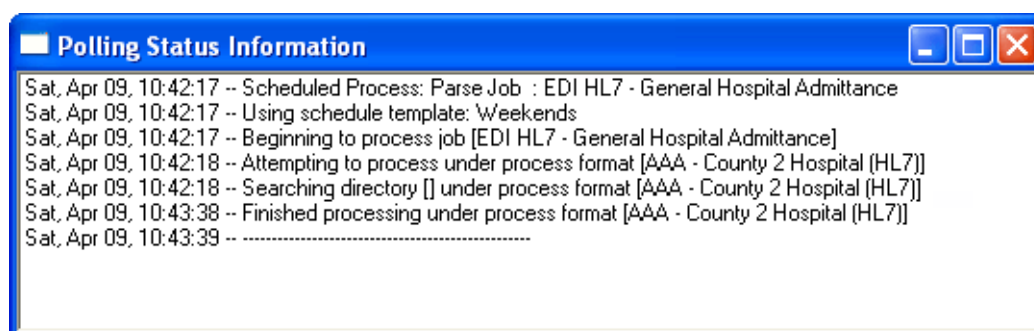 Polling Status Information
Sat, Apr 09, 10:42:17 -- Scheduled Process: Parse Job  : EDI HL7 - General Hospital Admittance
Sat, Apr 09, 10:42:17 -- Using schedule template: Weekends
Sat, Apr 09, 10:42:17 -- Beginning to process job [EDI HL7 - General Hospital Admittance]
Sat, Apr 09, 10:42:18 -- Attempting to process under process format [AAA - County 2 Hospital (HL7)]
Sat, Apr 09, 10:42:18 -- Searching directory [] under process format [AAA - County 2 Hospital (HL7)]
Sat, Apr 09, 10:43:38 -- Finished processing under process format [AAA - County 2 Hospital (HL7)]
Sat, Apr 09, 10:43:39 -- --------------------------------------------------